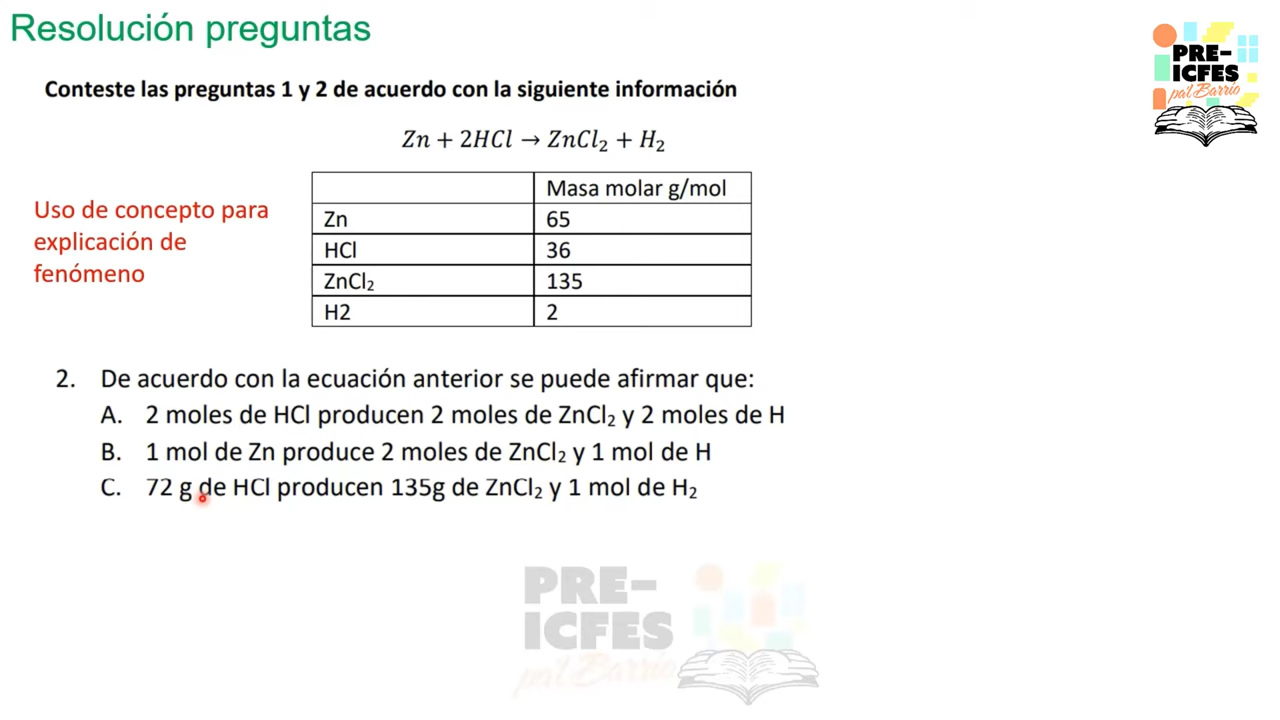 Resolución preguntas
PRE-
ICFES
pa'l Barrio
Conteste las preguntas 1 y 2 de acuerdo con la siguiente información
Zn + 2HCl → ZnCl₂ + H₂
Masa molar g/mol
Zn 65
HCl 36
ZnCl₂ 135
H2 2
Uso de concepto para
explicación de
fenómeno
2. De acuerdo con la ecuación anterior se puede afirmar que:
A. 2 moles de HCl producen 2 moles de ZnCl₂ y 2 moles de H
B. 1 mol de Zn produce 2 moles de ZnCl₂ y 1 mol de H
C. 72 g de HCl producen 135g de ZnCl₂ y 1 mol de H₂
PRE-
ICFES
pa'l Barrio